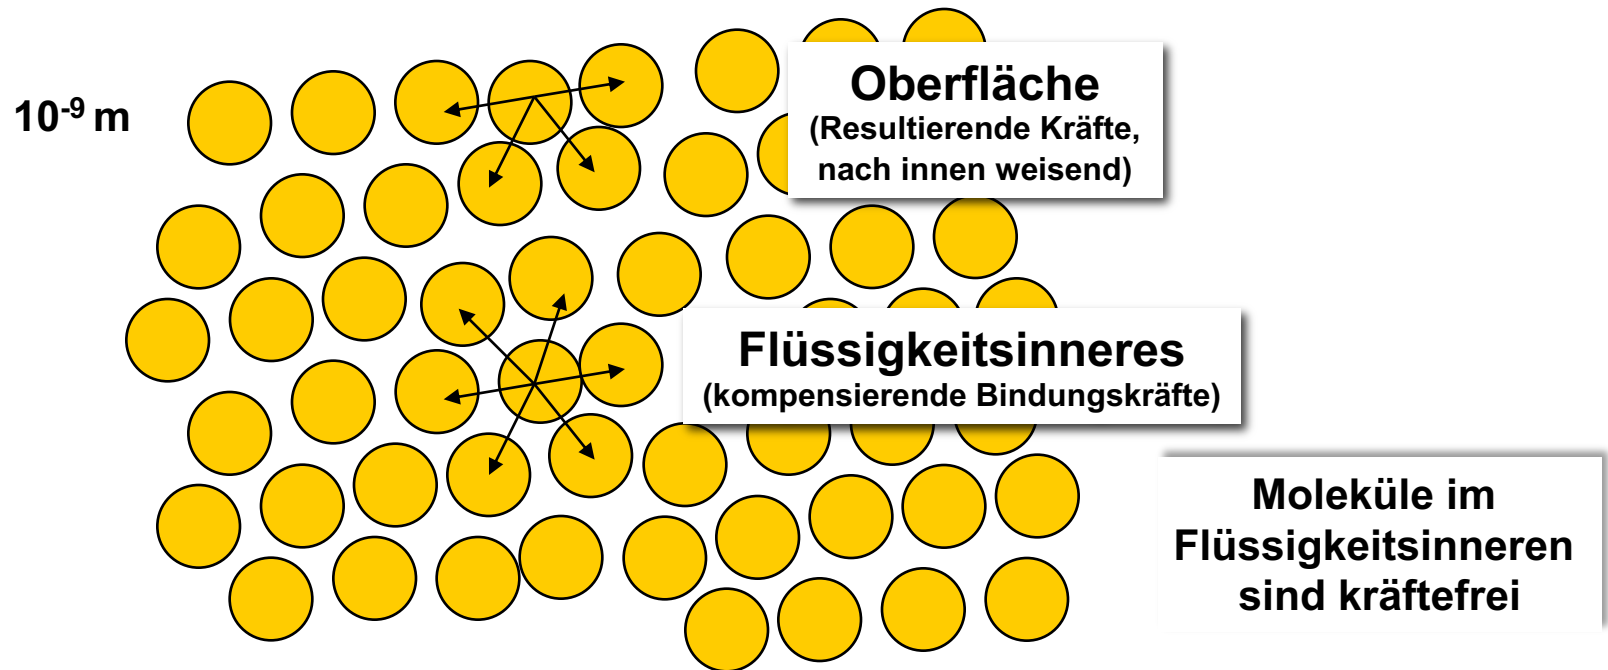 10⁻⁹ m
Oberfläche
(Resultierende Kräfte,
nach innen weisend)
Flüssigkeitsinneres
(kompensierende Bindungskräfte)
Moleküle im
Flüssigkeitsinneren
sind kräftefrei